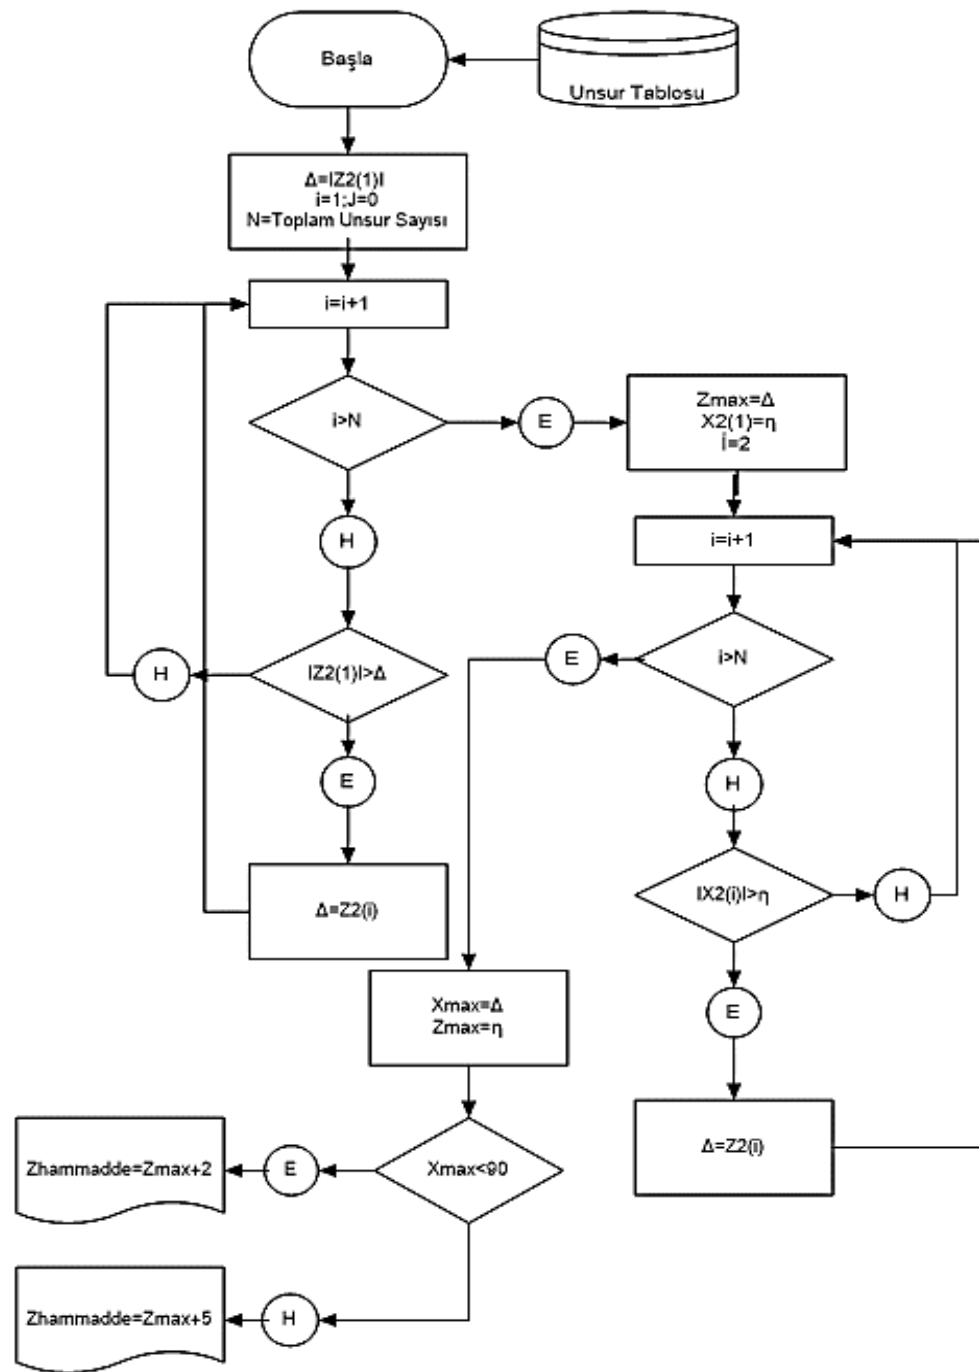 Başla
Unsur Tablosu
Δ=IZ2(1)I
i=1;J=0
N=Toplam Unsur Sayısı
i=i+1
i>N
E
Zmax=Δ
X2(1)=η
İ=2
H
i=i+1
IZ2(1)I>Δ
H
E
i>N
E
H
Δ=Z2(i)
IX2(i)I>η
H
Xmax=Δ
Zmax=η
E
Δ=Z2(i)
Xmax<90
E
Zhammadde=Zmax+2
H
Zhammadde=Zmax+5